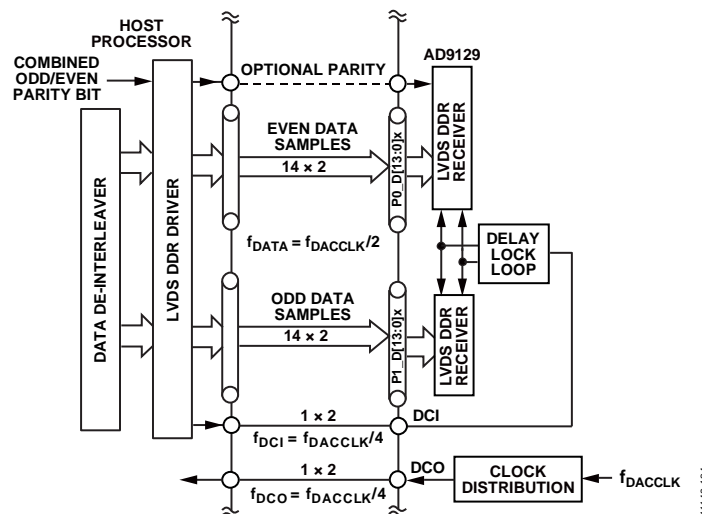 HOST
PROCESSOR
AD9129
COMBINED
ODD/EVEN
PARITY BIT
OPTIONAL PARITY
DATA DE-INTERLEAVER
LVDS DDR DRIVER
EVEN DATA
SAMPLES
14 × 2
P0_D[13:0]x
LVDS DDR
RECEIVER
fDATA = fDACCLK/2
DELAY
LOCK
LOOP
ODD DATA
SAMPLES
14 × 2
P1_D[13:0]x
LVDS DDR
RECEIVER
1 × 2
DCI
fDCI = fDACCLK/4
1 × 2
DCO
fDCO = fDACCLK/4
CLOCK
DISTRIBUTION
fDACCLK